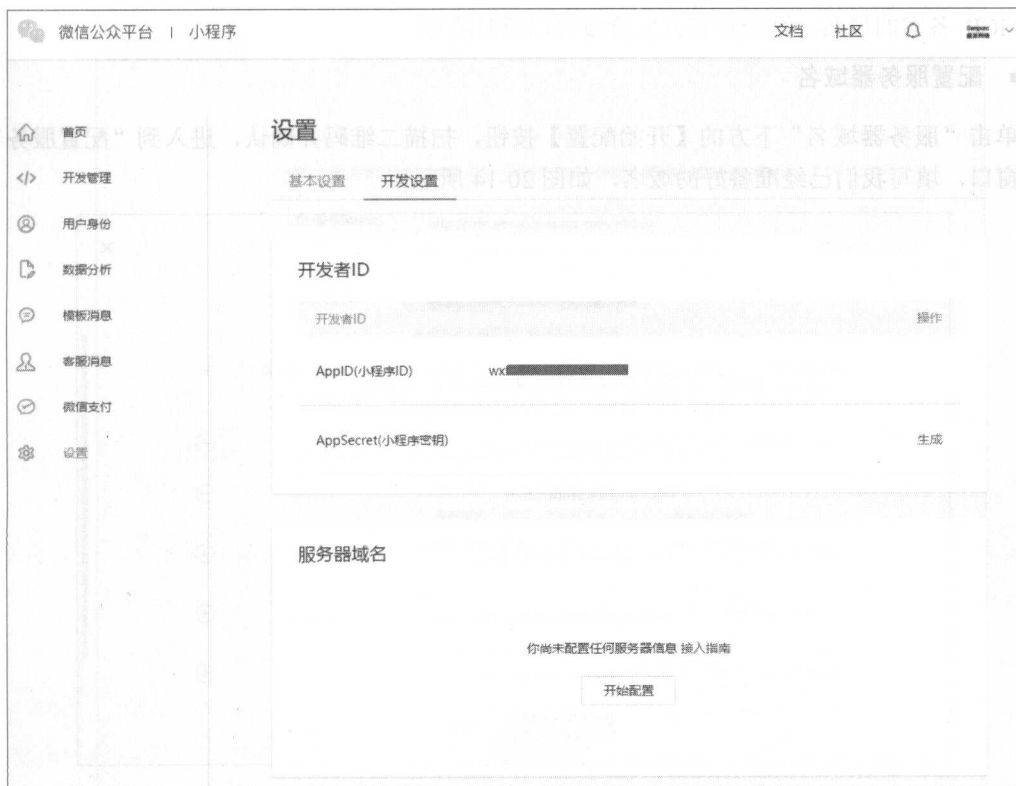 微信公众平台 | 小程序
文档 社区
首页
开发管理
用户身份
数据分析
模板消息
客服消息
微信支付
设置
设置
基本设置 开发设置
开发者ID
开发者ID 操作
AppID(小程序ID) wx
AppSecret(小程序密钥) 生成
服务器域名
你尚未配置任何服务器信息 接入指南
开始配置
配置服务器域名
单击“服务器域名”下方的【开始配置】按钮，扫描二维码并确认，进入到“配置服务
窗口，填写我们已经准备好的域名，如图20-14所